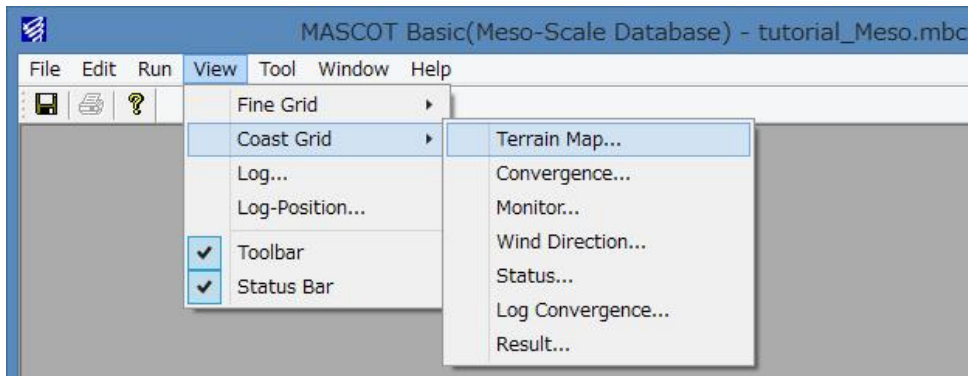 MASCOT Basic(Meso-Scale Database) - tutorial_Meso.mbc
File Edit Run View Tool Window Help
Fine Grid
Coast Grid
Log...
Log-Position...
Toolbar
Status Bar
Terrain Map...
Convergence...
Monitor...
Wind Direction...
Status...
Log Convergence...
Result...